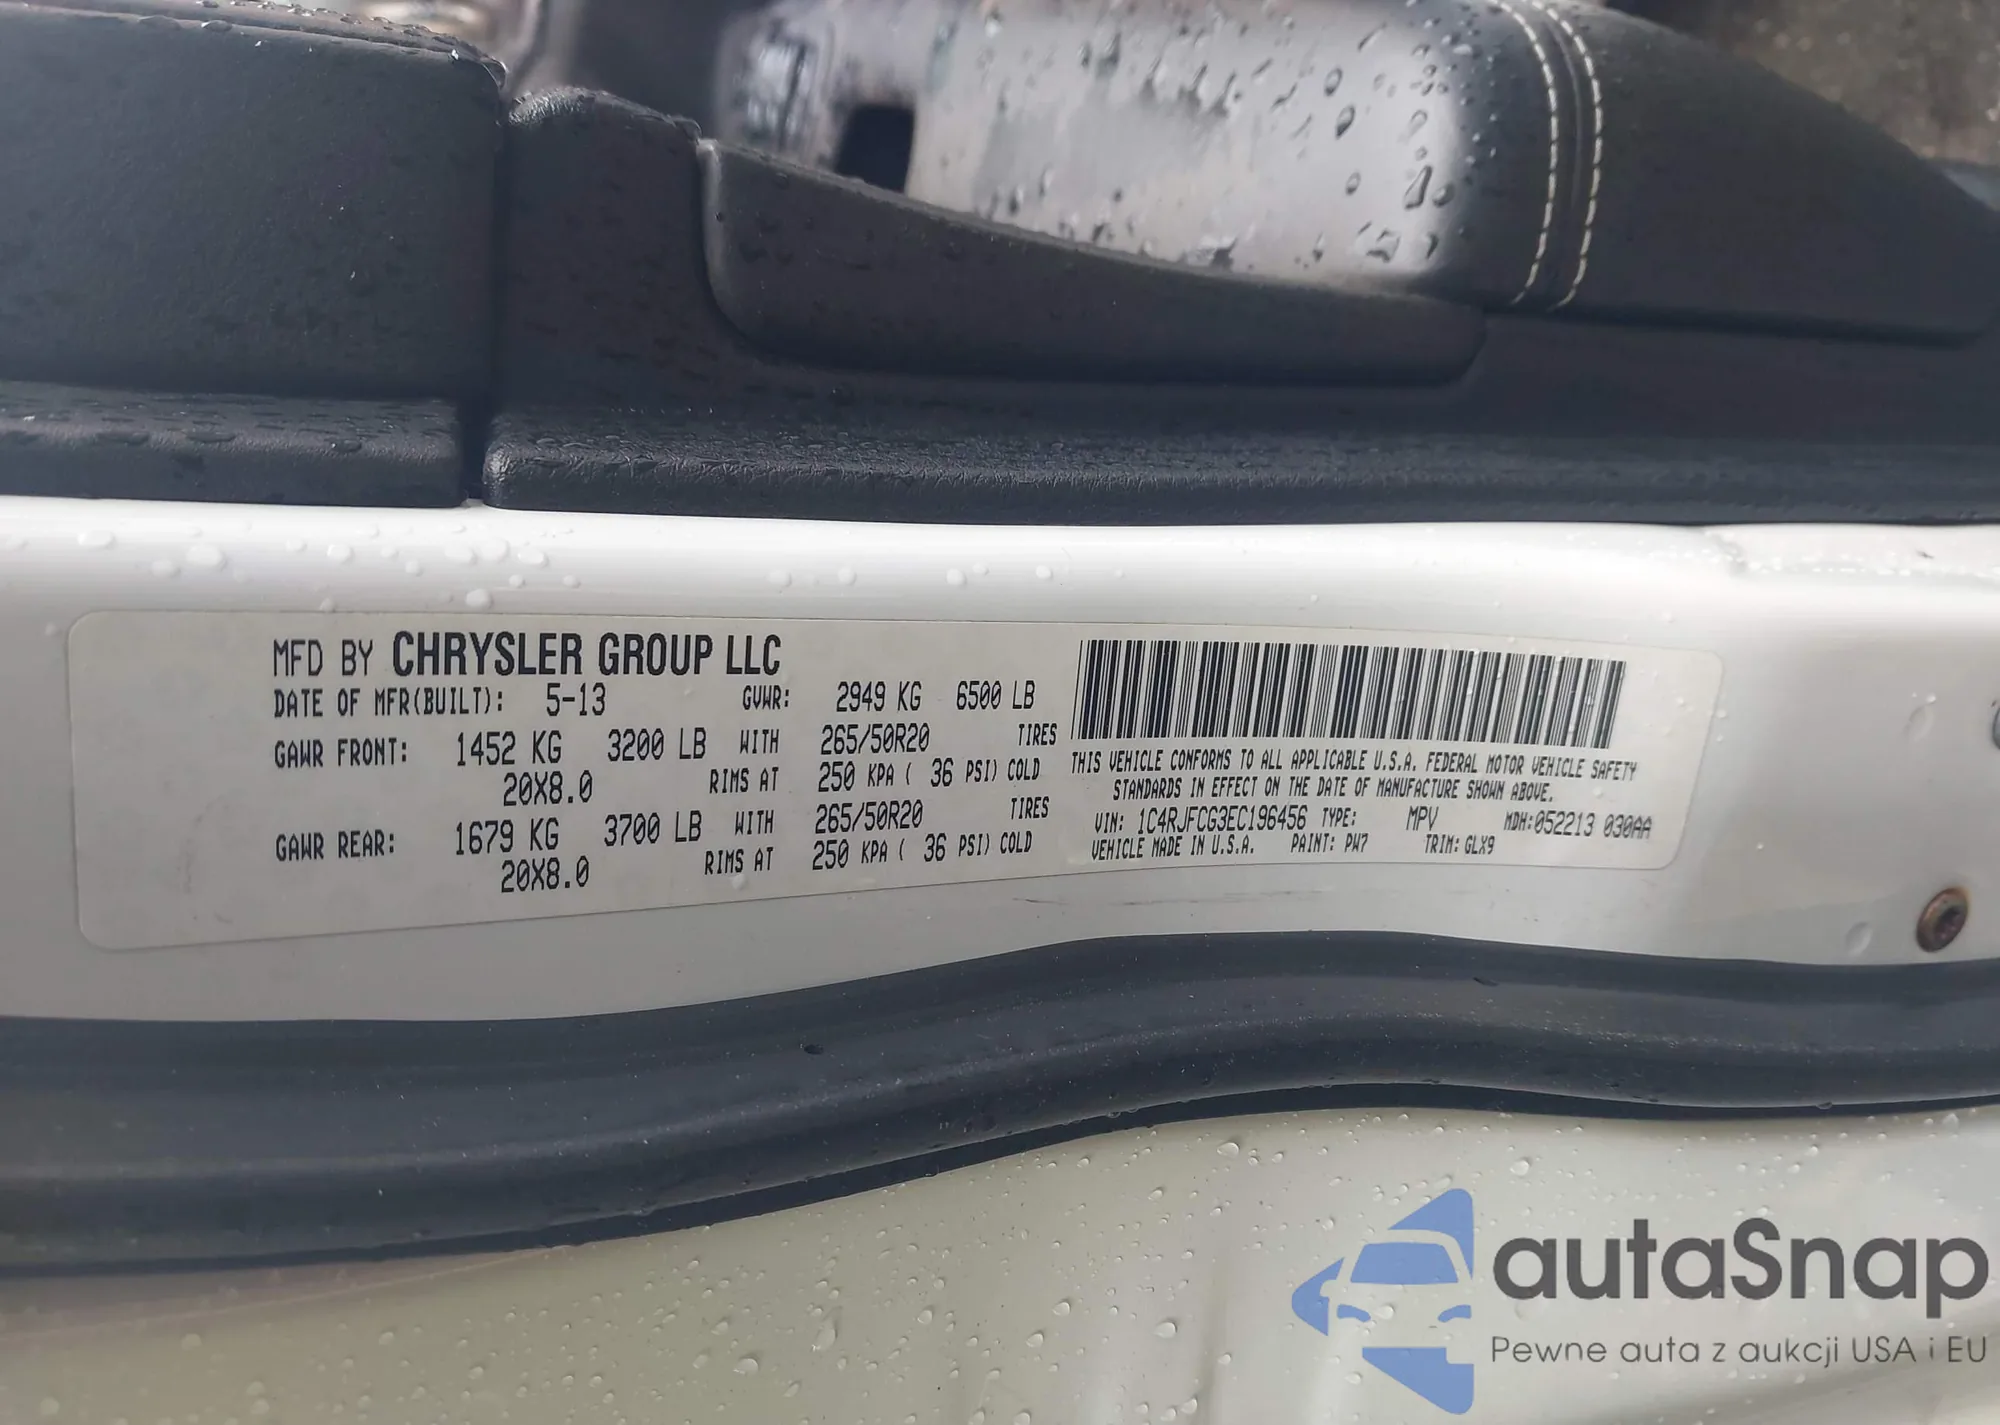 MFD BY CHRYSLER GROUP LLC
DATE OF MFR(BUILT): 5-13 GVWR: 2949 KG 6500 LB
GAWR FRONT: 1452 KG 3200 LB WITH 265/50R20 TIRES
20X8.0 RIMS AT 250 KPA ( 36 PSI) COLD
GAWR REAR: 1679 KG 3700 LB WITH 265/50R20 TIRES
20X8.0 RIMS AT 250 KPA ( 36 PSI) COLD
THIS VEHICLE CONFORMS TO ALL APPLICABLE U.S.A. FEDERAL MOTOR VEHICLE SAFETY
STANDARDS IN EFFECT ON THE DATE OF MANUFACTURE SHOWN ABOVE.
VIN: 1C4RJFCG3EC196456 TYPE: MPV MDH:052213 030AA
VEHICLE MADE IN U.S.A. PAINT: PW7 TRIM: GLX9
autaSnap
Pewne auta z aukcji USA i EU